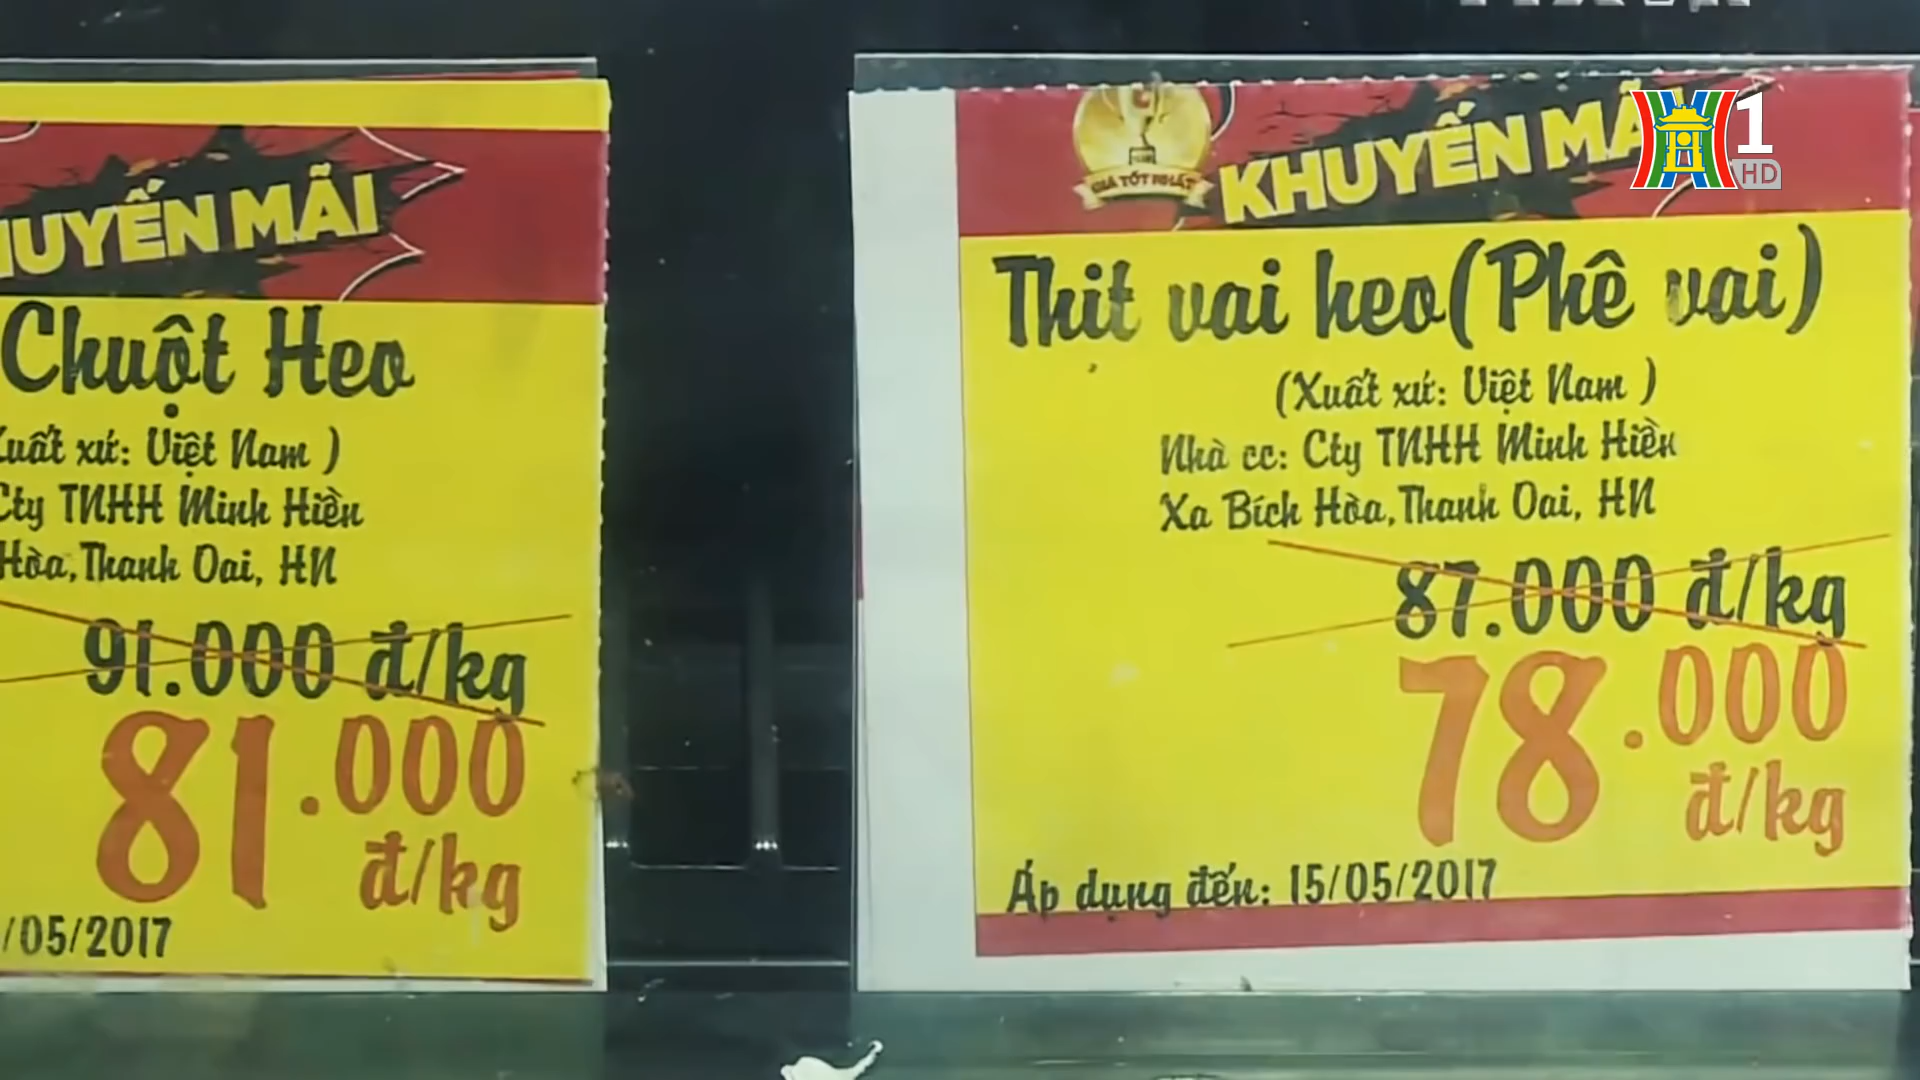 KHUYẾN MÃI
Chuột Heo
Xuất xứ: Việt Nam )
Cty TNHH Minh Hiền
Hòa, Thanh Oai, HN
91.000 đ/kg
81.000
đ/kg
/05/2017
GIÁ TỐT NHẤT
KHUYẾN MÃ
1
HD
Thịt vai heo(Phê vai)
(Xuất xứ: Việt Nam )
Nhà cc: Cty TNHH Minh Hiền
Xa Bích Hòa, Thanh Oai, HN
87.000 đ/kg
78.000
đ/kg
Áp dụng đến: 15/05/2017